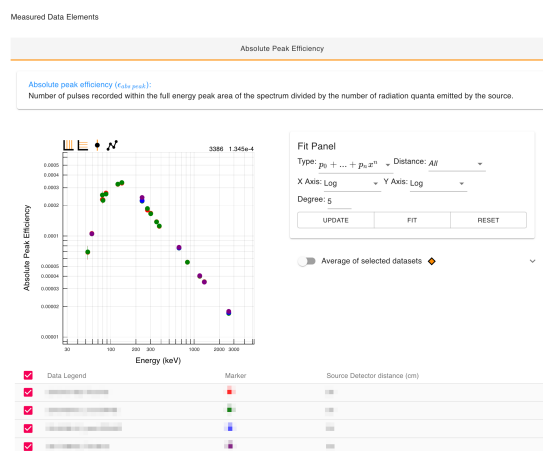 Measured Data Elements
Absolute Peak Efficiency
Absolute peak efficiency (ϵabs peak):
Number of pulses recorded within the full energy peak area of the spectrum divided by the number of radiation quanta emitted by the source.
3386 1.345e-4
0.0005
0.0004
0.0003
0.0002
0.0001
0.00005
0.00004
0.00003
0.00002
0.00001
Absolute Peak Efficiency
30 100 200 300 1000 2000 3000
Energy (keV)
Fit Panel
Type: p0 + ... + pnx^n Distance: All
X Axis: Log Y Axis: Log
Degree: 5
UPDATE FIT RESET
Average of selected datasets
Data Legend Marker Source Detector distance (cm)